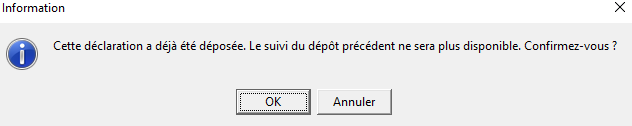 Information
Cette déclaration a déjà été déposée. Le suivi du dépôt précédent ne sera plus disponible. Confirmez-vous ?
OK
Annuler